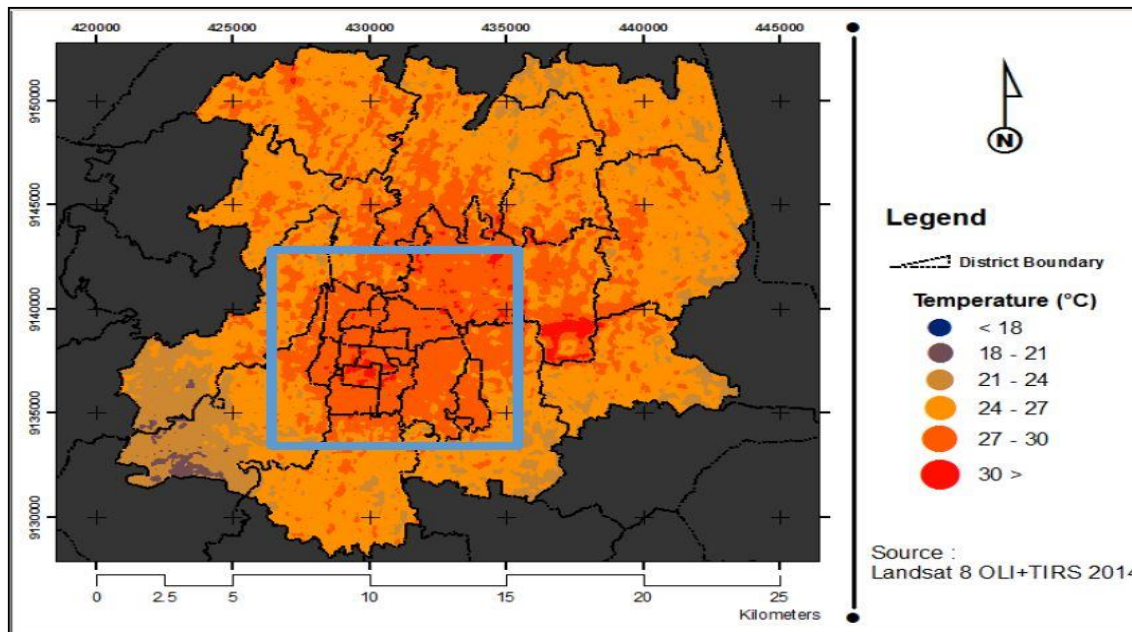 420000 425000 430000 435000 440000 445000
9150000
9145000
9140000
9135000
9130000
0 2.5 5 10 15 20 25
Kilometers
N
Legend
District Boundary
Temperature (°C)
< 18
18 - 21
21 - 24
24 - 27
27 - 30
30 >
Source :
Landsat 8 OLI+TIRS 2014